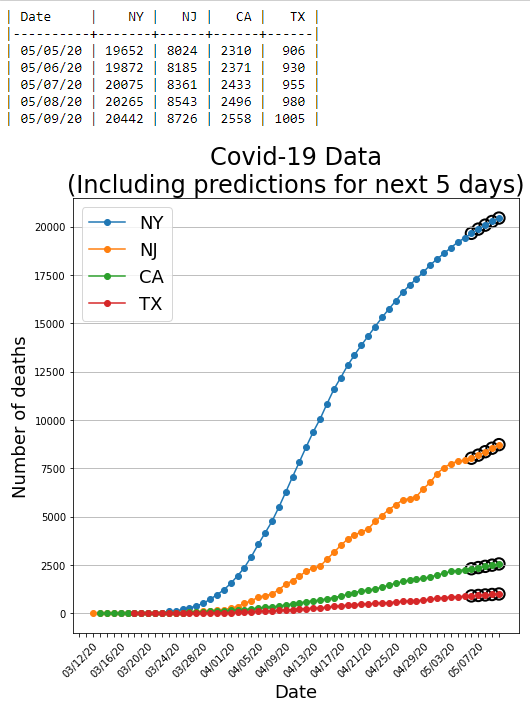 | Date     |    NY |   NJ |   CA |   TX |
|----------+-------+------+------+------|
| 05/05/20 | 19652 | 8024 | 2310 |  906 |
| 05/06/20 | 19872 | 8185 | 2371 |  930 |
| 05/07/20 | 20075 | 8361 | 2433 |  955 |
| 05/08/20 | 20265 | 8543 | 2496 |  980 |
| 05/09/20 | 20442 | 8726 | 2558 | 1005 |
Covid-19 Data
(Including predictions for next 5 days)
NY
NJ
CA
TX
20000
17500
15000
12500
10000
7500
5000
2500
0
Number of deaths
03/12/20 03/16/20 03/20/20 03/24/20 03/28/20 04/01/20 04/05/20 04/09/20 04/13/20 04/17/20 04/21/20 04/25/20 04/29/20 05/03/20 05/07/20
Date